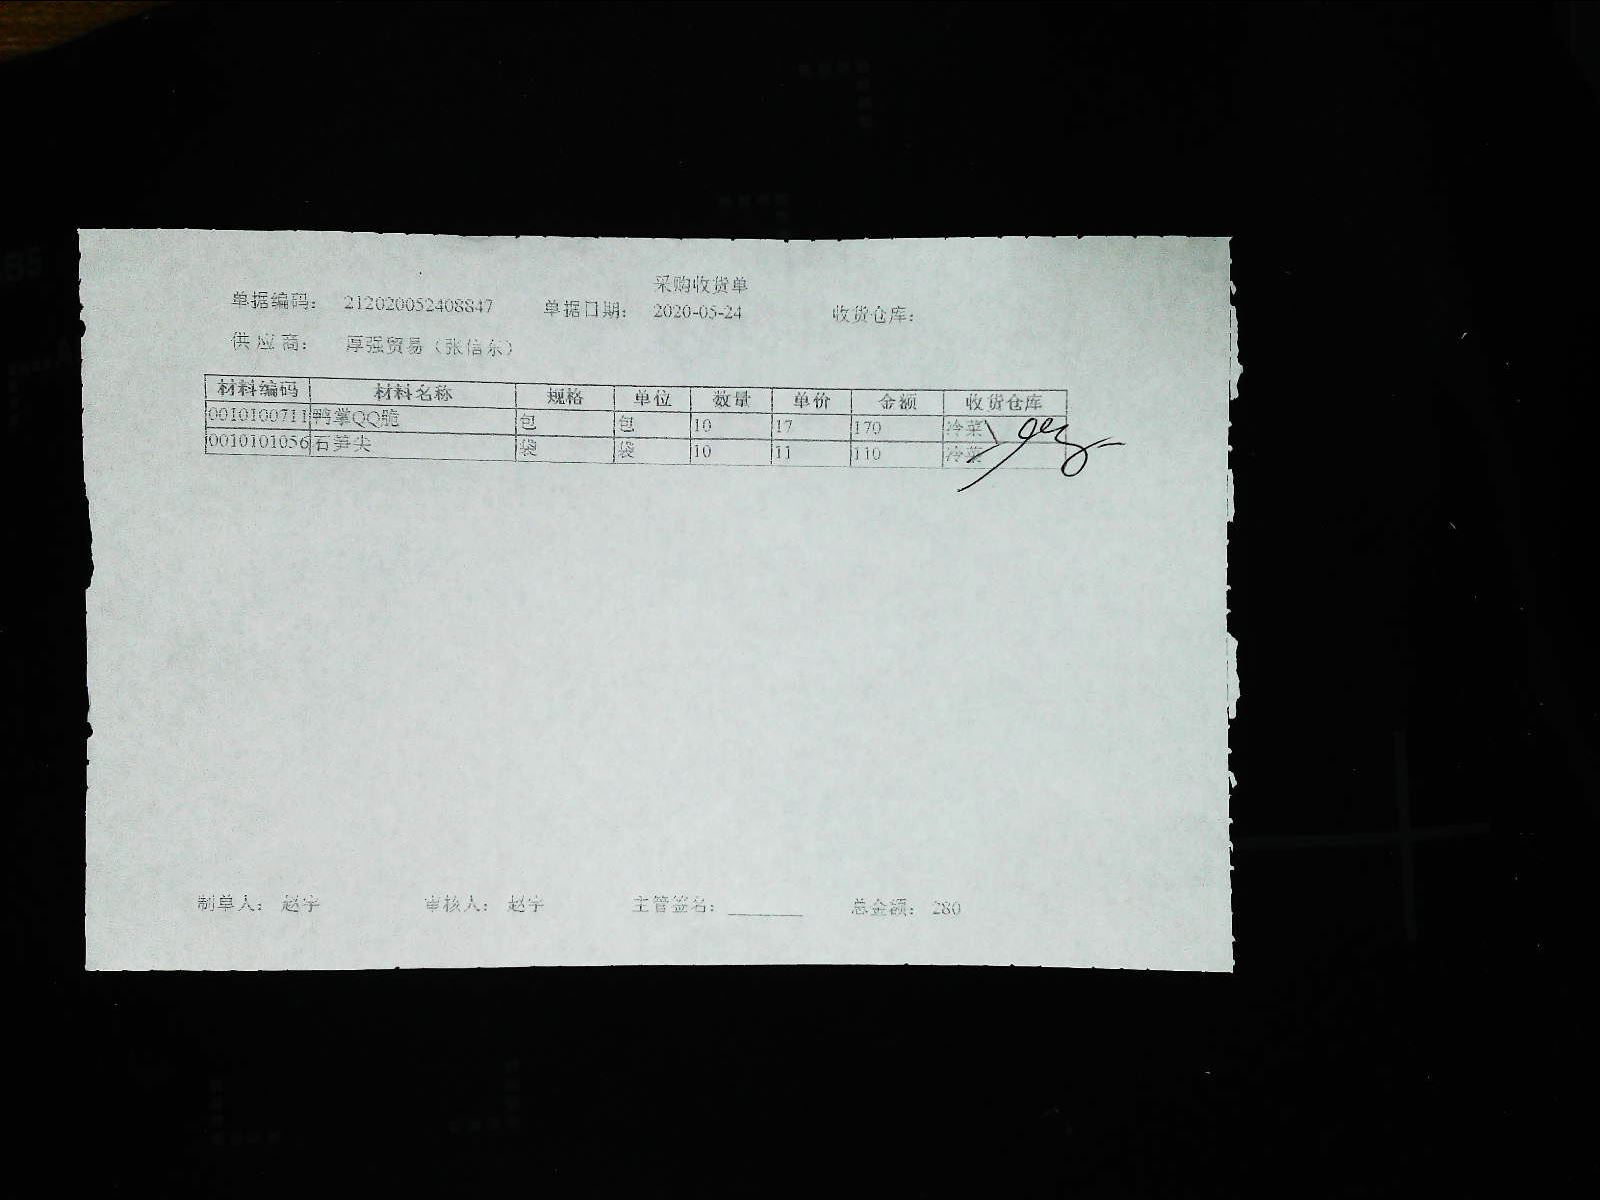 采购收货单
单据编码： 212020052408847 单据日期： 2020-05-24 收货仓库：
供应商： 厚强贸易（张信东）
材料编码 材料名称 规格 单位 数量 单价 金额 收货仓库
0010100711 鸭掌QQ脆 包 包 10 17 170 冷菜
0010101056 石笋尖 袋 袋 10 11 110 冷菜
制单人： 赵宇 审核人： 赵宇 主管签名： 总金额： 280